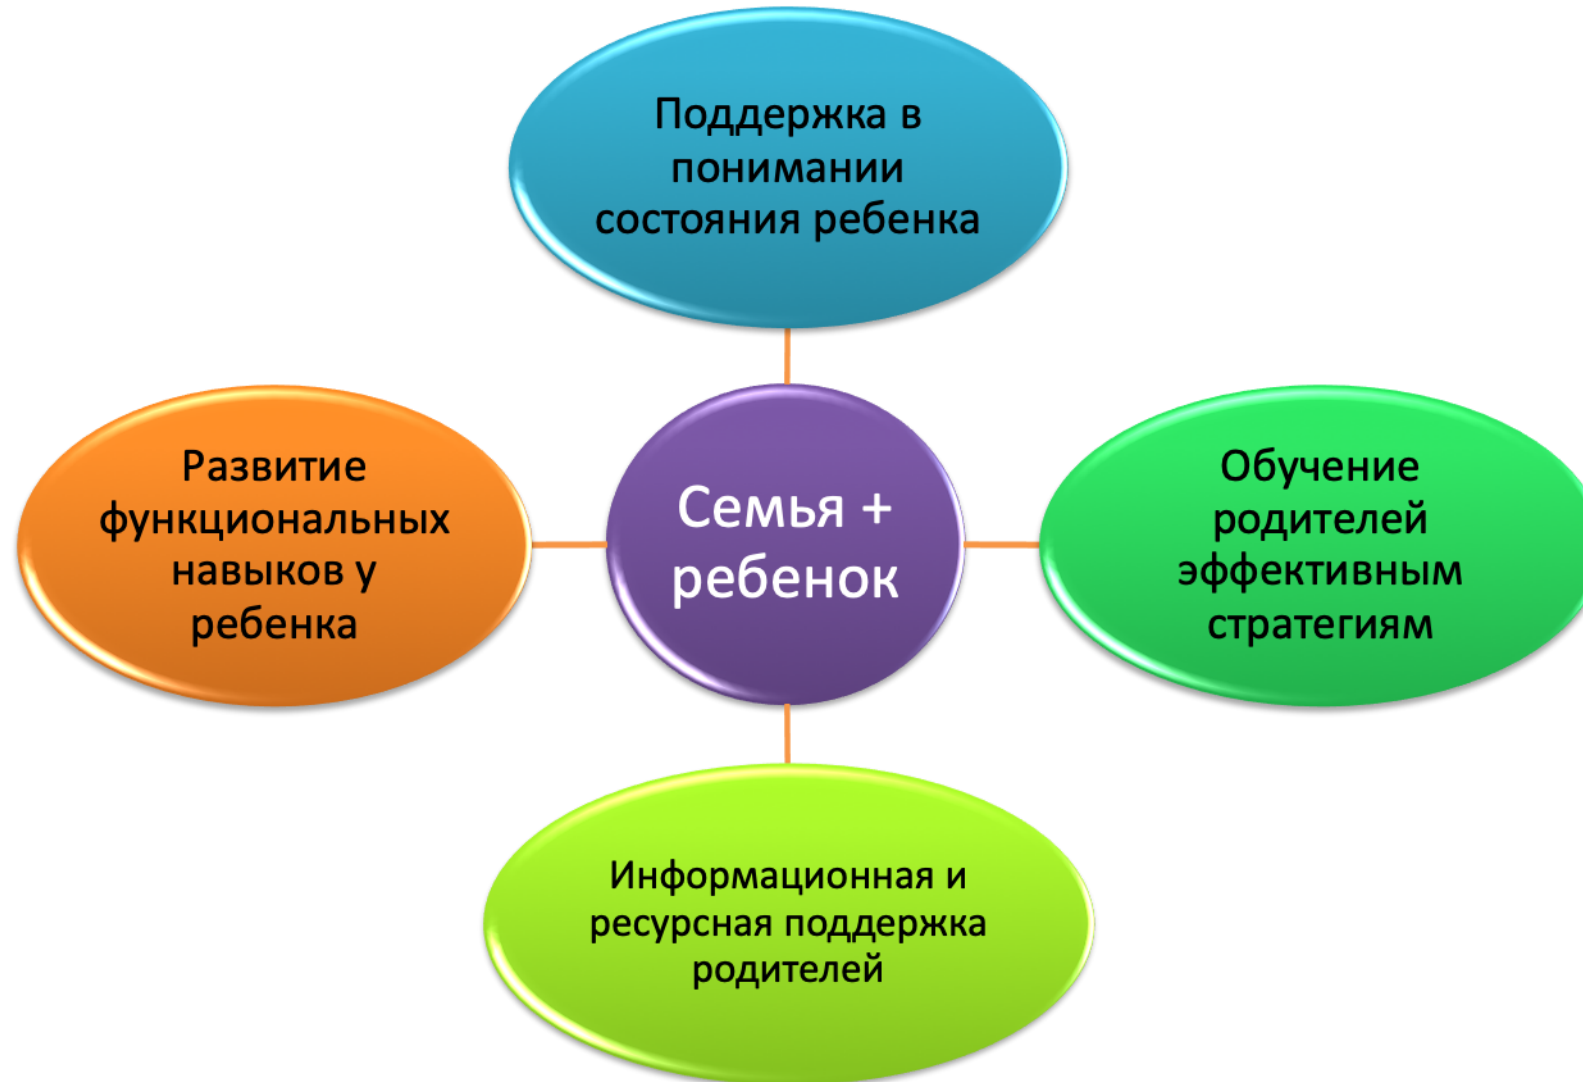 Поддержка в
понимании
состояния ребенка
Развитие
функциональных
навыков у
ребенка
Семья +
ребенок
Обучение
родителей
эффективным
стратегиям
Информационная и
ресурсная поддержка
родителей